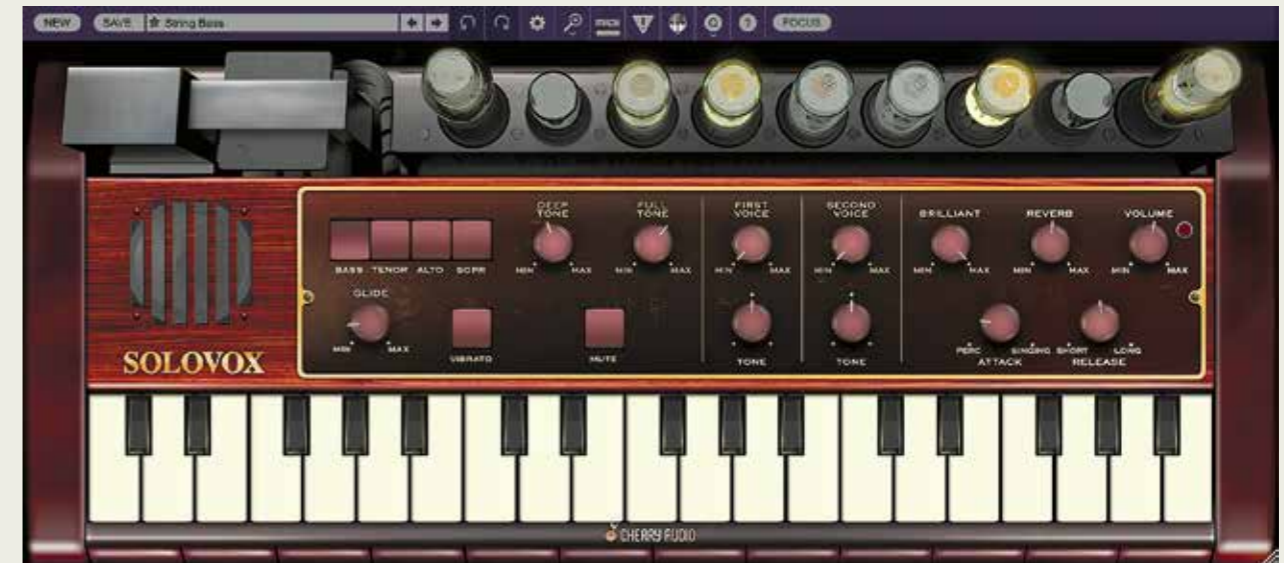 NEW SAVE String Bass MIDI Q ? FOCUS
DEEP TONE FULL TONE FIRST VOICE SECOND VOICE BRILLIANT REVERB VOLUME
BASS TENOR ALTO SOPR MIN MAX MIN MAX MIN MAX MIN MAX MIN MAX MIN MAX MIN MAX
GLIDE
MIN MAX VIBRATO MUTE TONE TONE PERC SINGING SHORT LONG
ATTACK RELEASE
SOLOVOX
CHERRY AUDIO